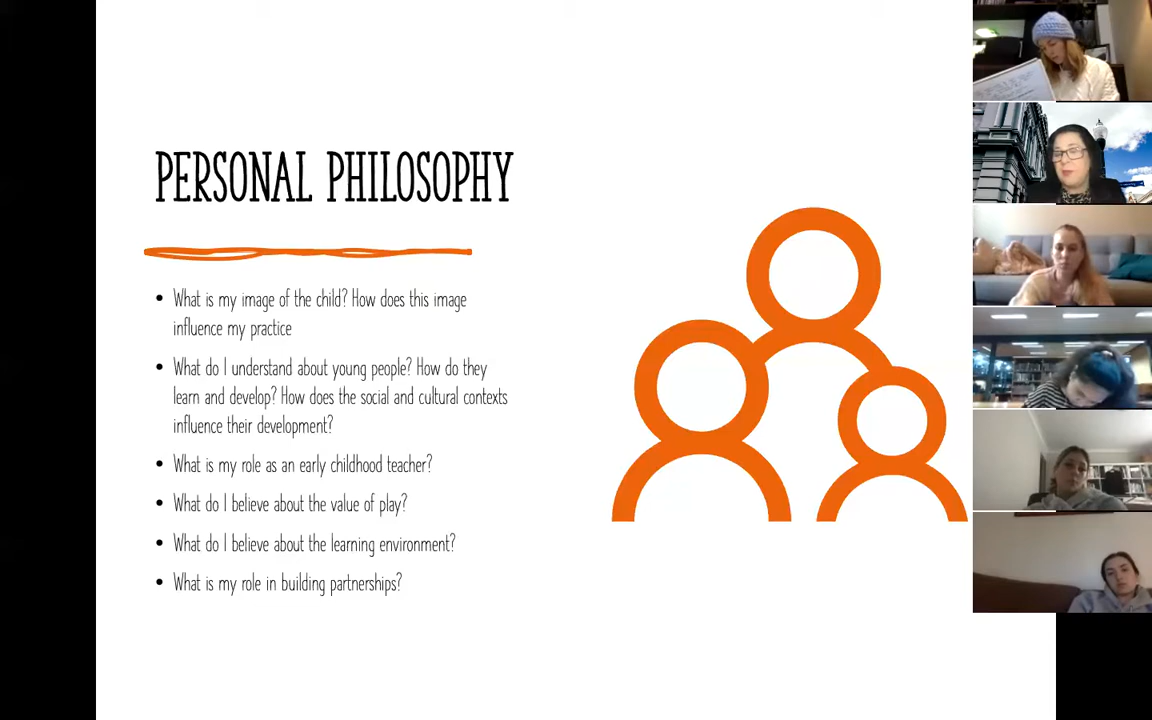 PERSONAL PHILOSOPHY
• What is my image of the child? How does this image
influence my practice
• What do I understand about young people? How do they
learn and develop? How does the social and cultural contexts
influence their development?
• What is my role as an early childhood teacher?
• What do I believe about the value of play?
• What do I believe about the learning environment?
• What is my role in building partnerships?